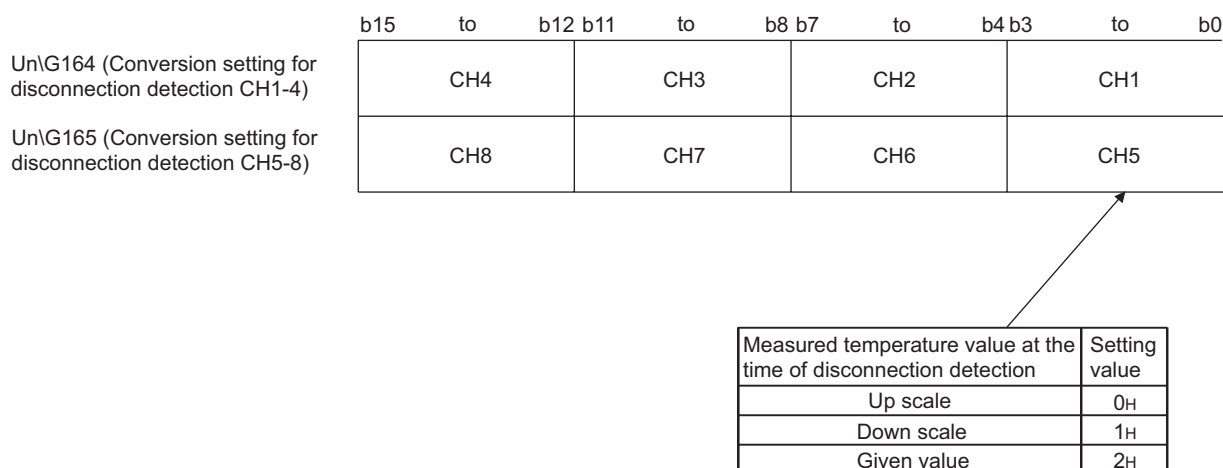 b15 to b12 b11 to b8 b7 to b4 b3 to b0
Un\G164 (Conversion setting for
disconnection detection CH1-4)
CH4 CH3 CH2 CH1
Un\G165 (Conversion setting for
disconnection detection CH5-8)
CH8 CH7 CH6 CH5
Measured temperature value at the Setting
time of disconnection detection value
Up scale 0H
Down scale 1H
Given value 2H